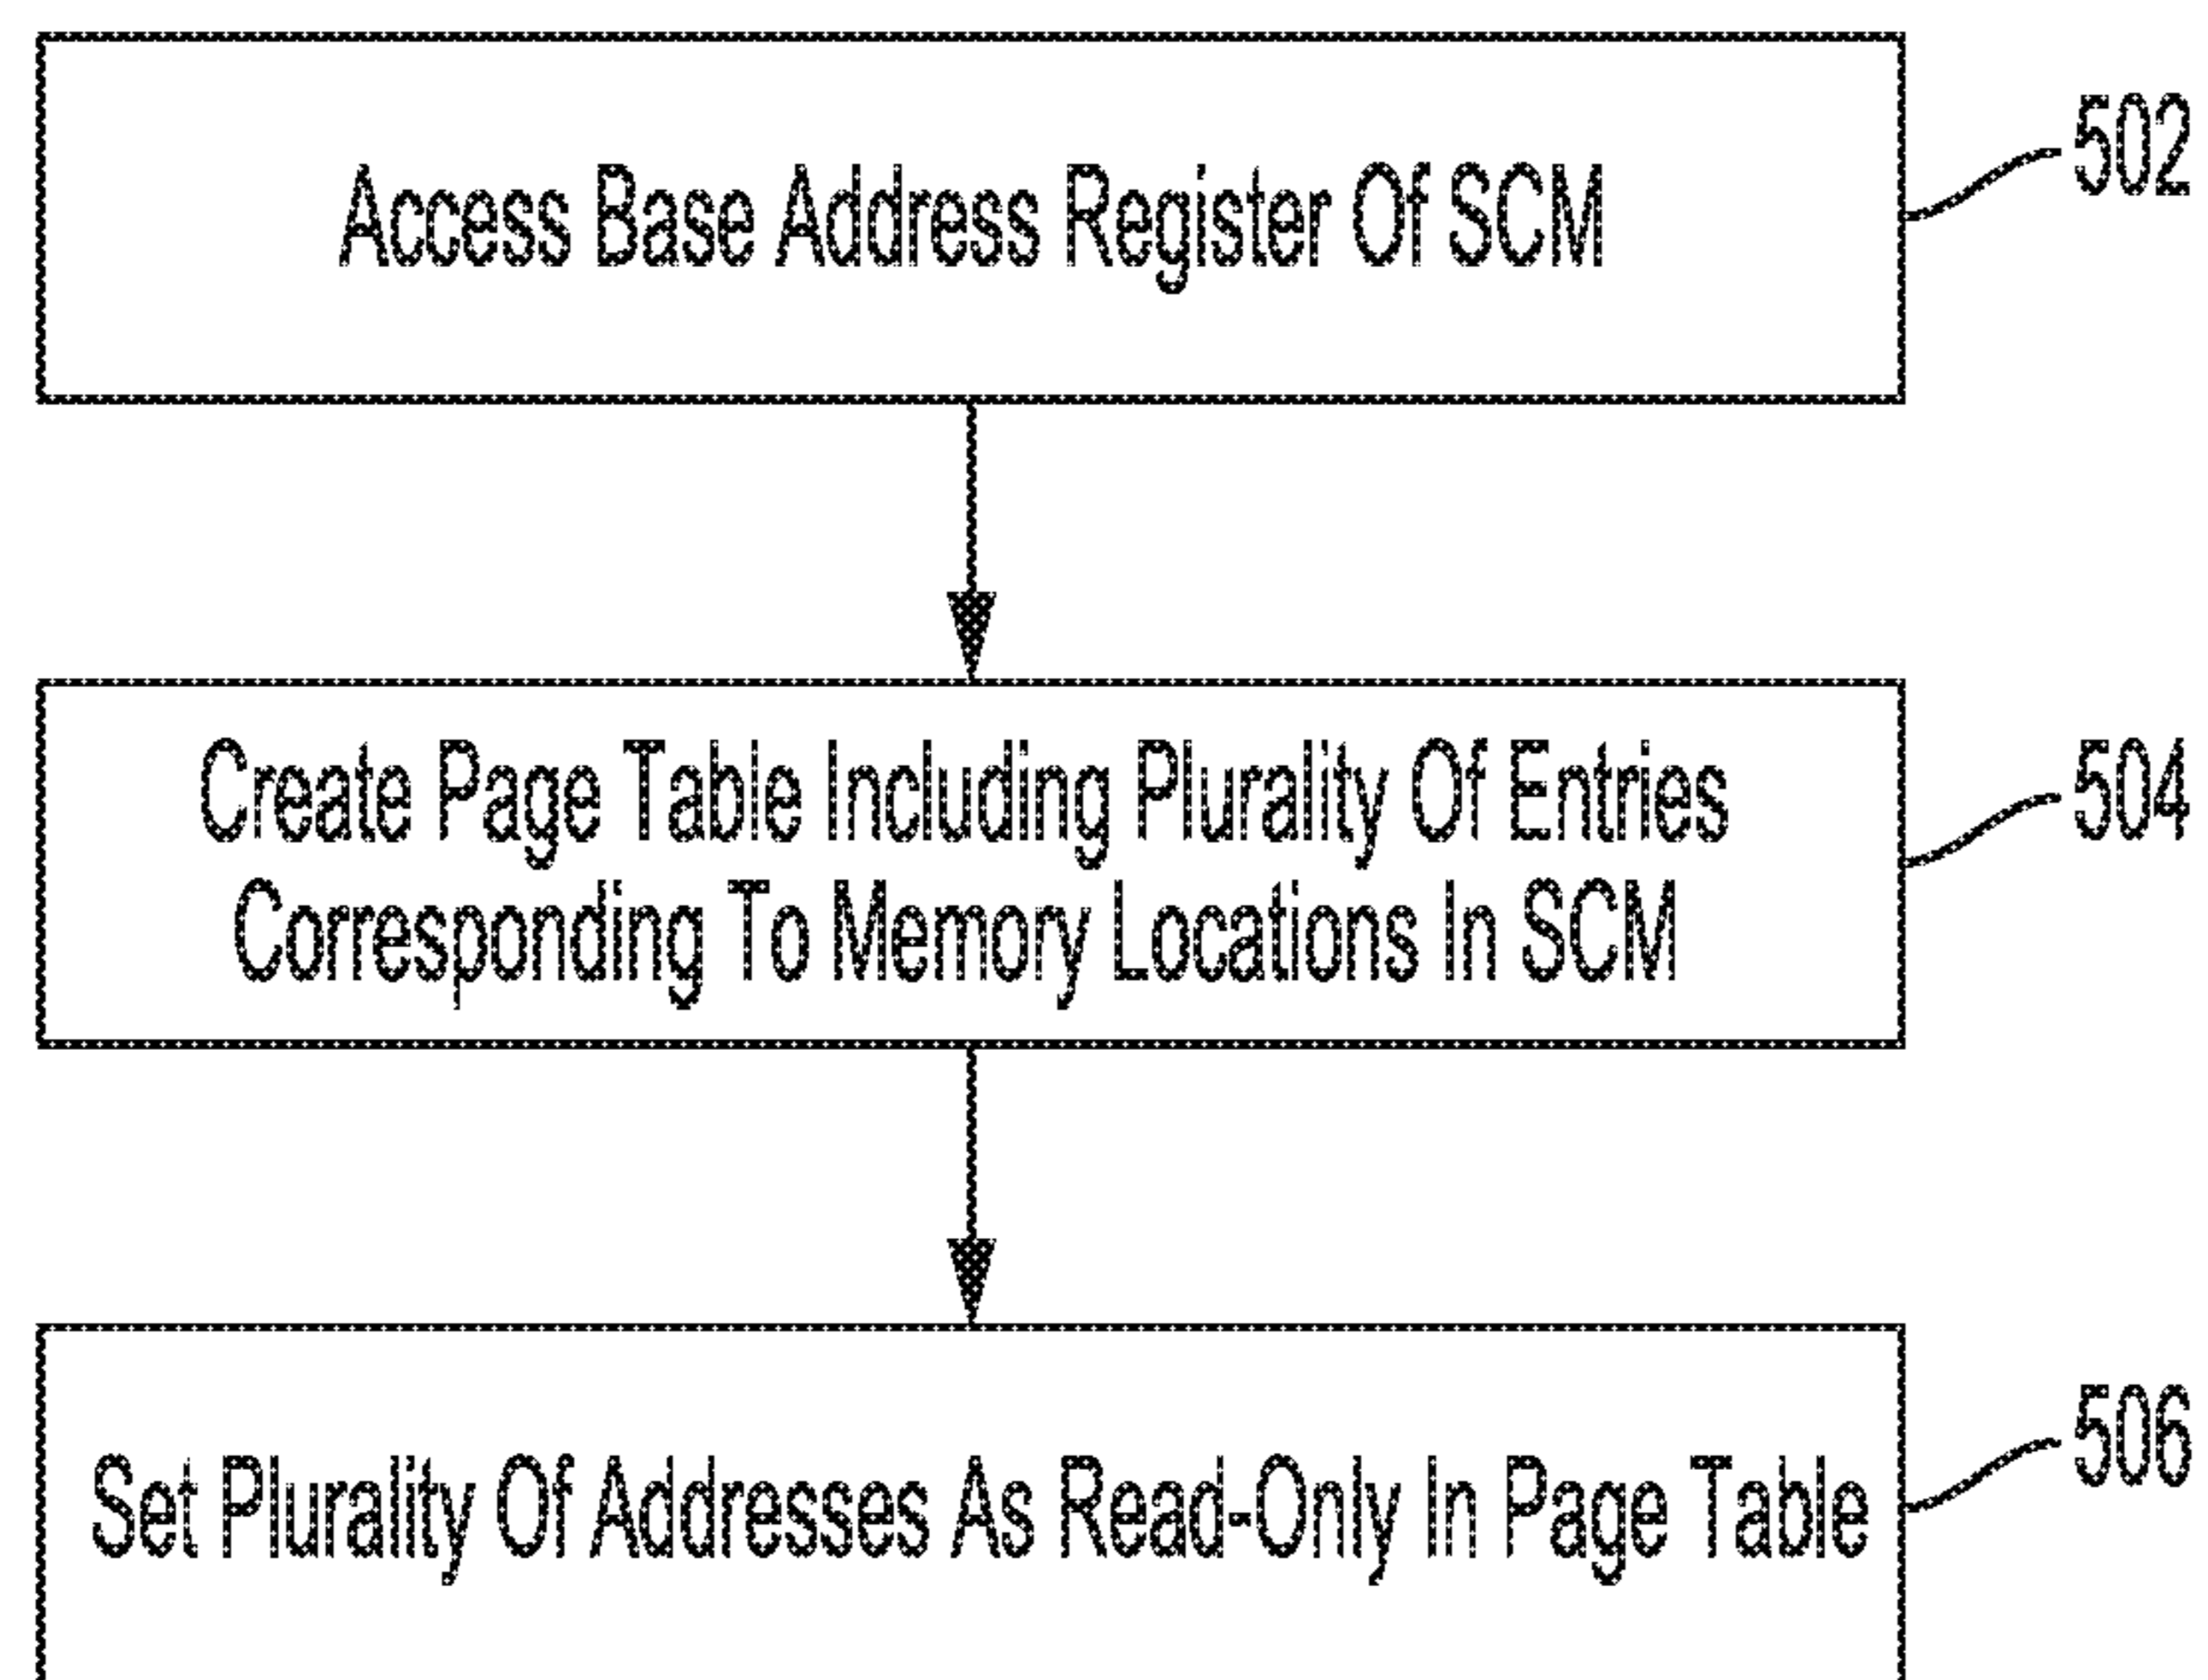 Access Base Address Register Of SCM
502
Create Page Table Including Plurality Of Entries
Corresponding To Memory Locations In SCM
504
Set Plurality Of Addresses As Read-Only In Page Table
506